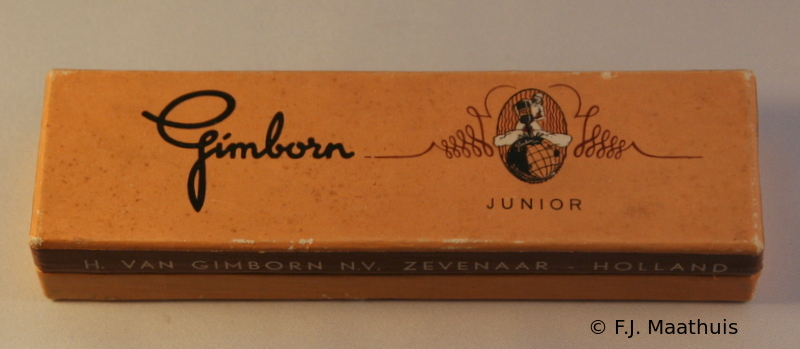 Gimborn
JUNIOR
H. VAN GIMBORN N.V. ZEVENAAR - HOLLAND
© F.J. Maathuis